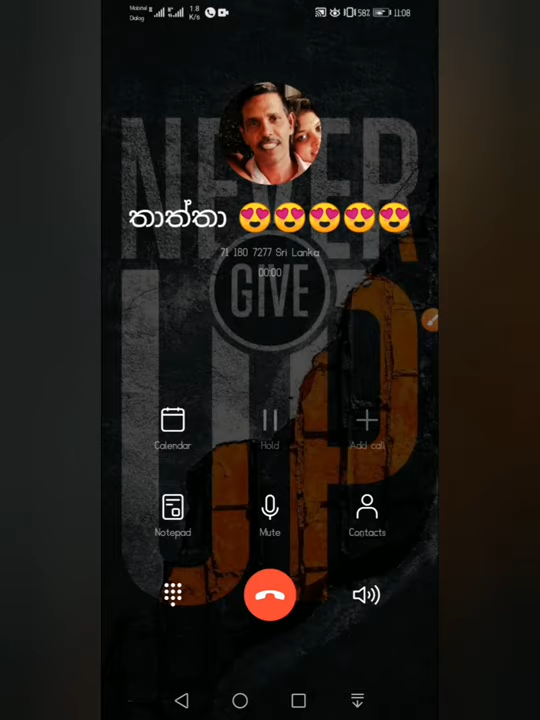 Mobitel
Dialog
1.8
K/s
58%
11:08
NEVER
තාත්තා 😍😍😍😍😍
71 180 7277 Sri Lanka
00:00
GIVE
UP
Calendar
Hold
Add call
Notepad
Mute
Contacts